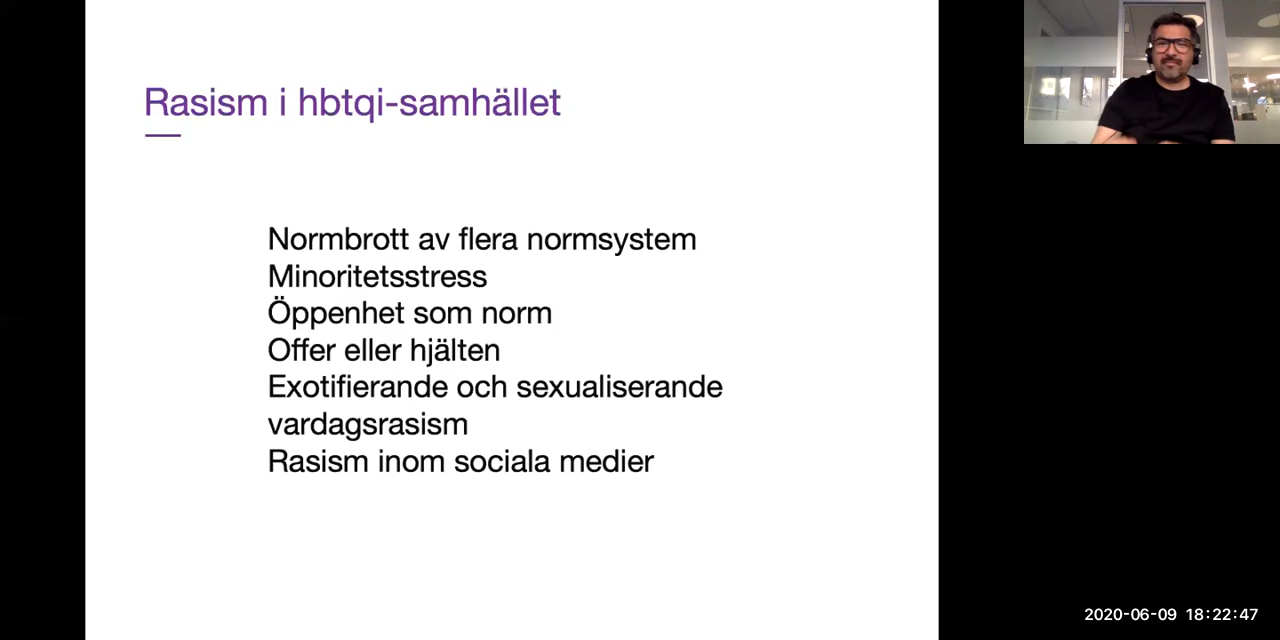 Rasism i hbtqi-samhället
Normbrott av flera normsystem
Minoritetsstress
Öppenhet som norm
Offer eller hjälten
Exotifierande och sexualiserande
vardagsrasism
Rasism inom sociala medier
2020-06-09 18:22:47